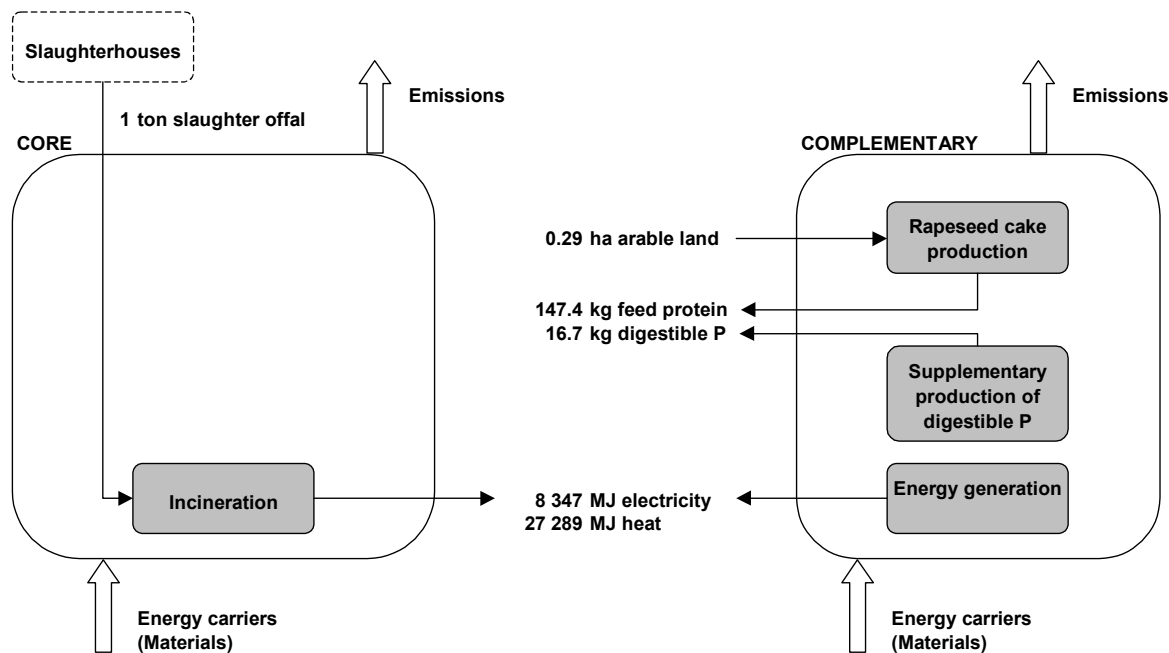 Slaughterhouses
Emissions
1 ton slaughter offal
CORE
Incineration
Energy carriers
(Materials)
Emissions
COMPLEMENTARY
0.29 ha arable land
Rapeseed cake
production
147.4 kg feed protein
16.7 kg digestible P
Supplementary
production of
digestible P
Energy generation
8 347 MJ electricity
27 289 MJ heat
Energy carriers
(Materials)